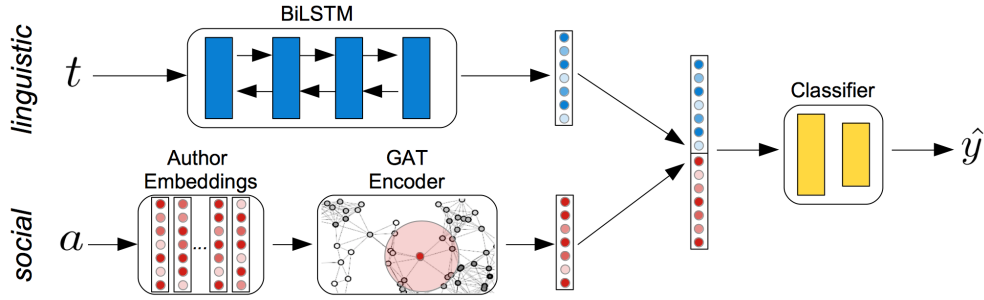 linguistic
t
BiLSTM
Classifier
ŷ
social
a
Author
Embeddings
...
GAT
Encoder